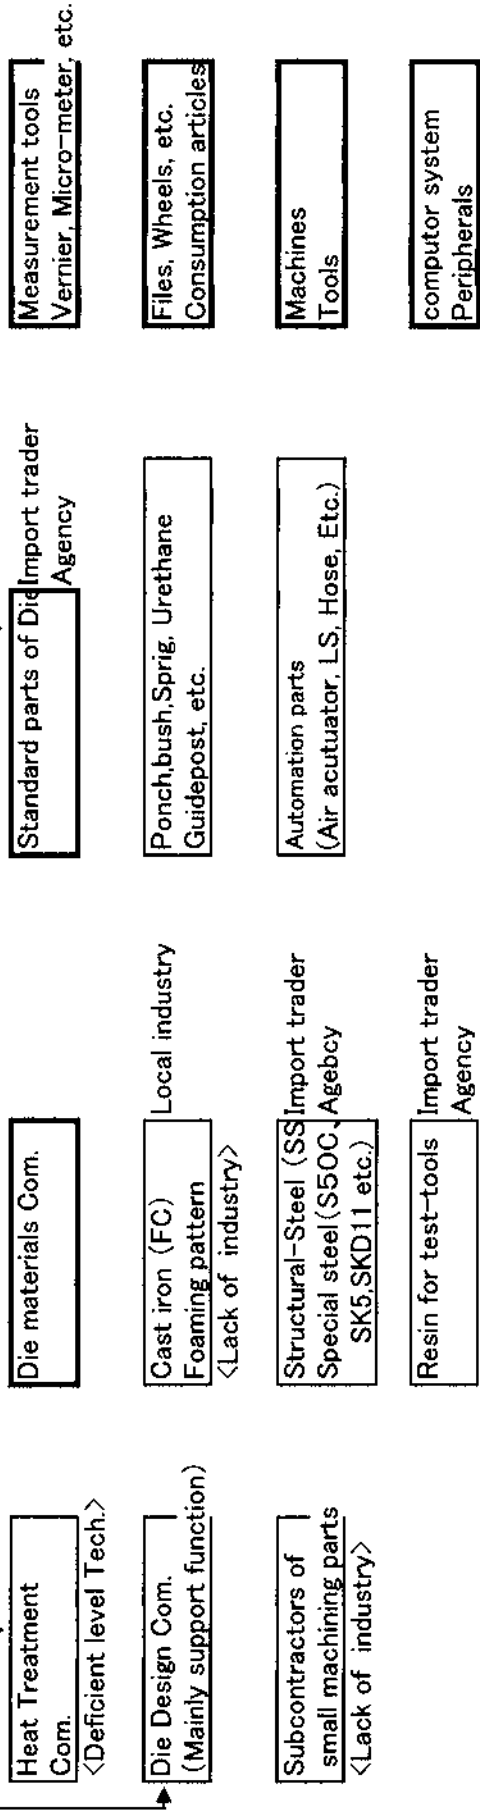 Heat Treatment
Com.
<Deficient level Tech.>
Die Design Com.
(Mainly support function)
Subcontractors of
small machining parts
<Lack of industry>
Die materials Com.
Cast iron (FC)
Foaming pattern
<Lack of industry>
Local industry
Structural-Steel (SS
Special steel(S50C、
SK5,SKD11 etc.)
Import trader
Agebcy
Resin for test-tools
Import trader
Agency
Standard parts of Die
Import trader
Agency
Ponch,bush,Sprig, Urethane
Guidepost, etc.
Automation parts
(Air acutuator, LS, Hose, Etc.)
Measurement tools
Vernier, Micro-meter, etc.
Files, Wheels, etc.
Consumption articles
Machines
Tools
computor system
Peripherals